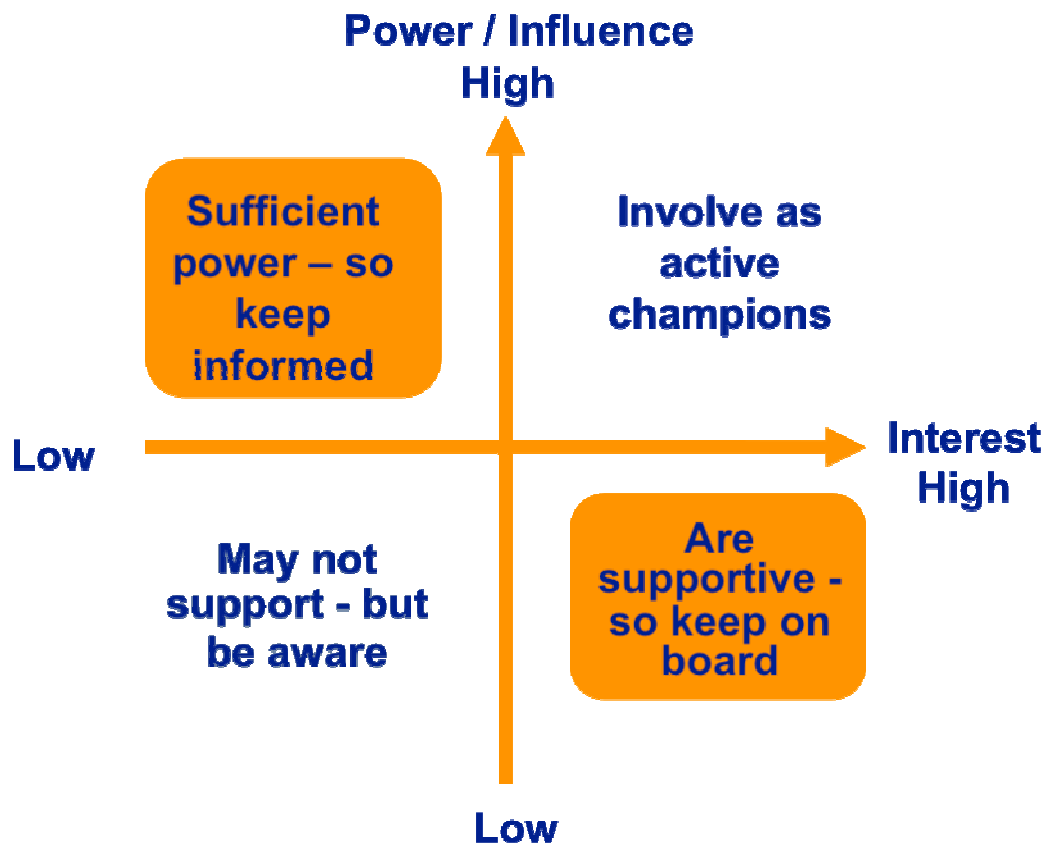 Power / Influence
High
Sufficient
power – so
keep
informed
Involve as
active
champions
Low
Interest
High
May not
support - but
be aware
Are
supportive -
so keep on
board
Low